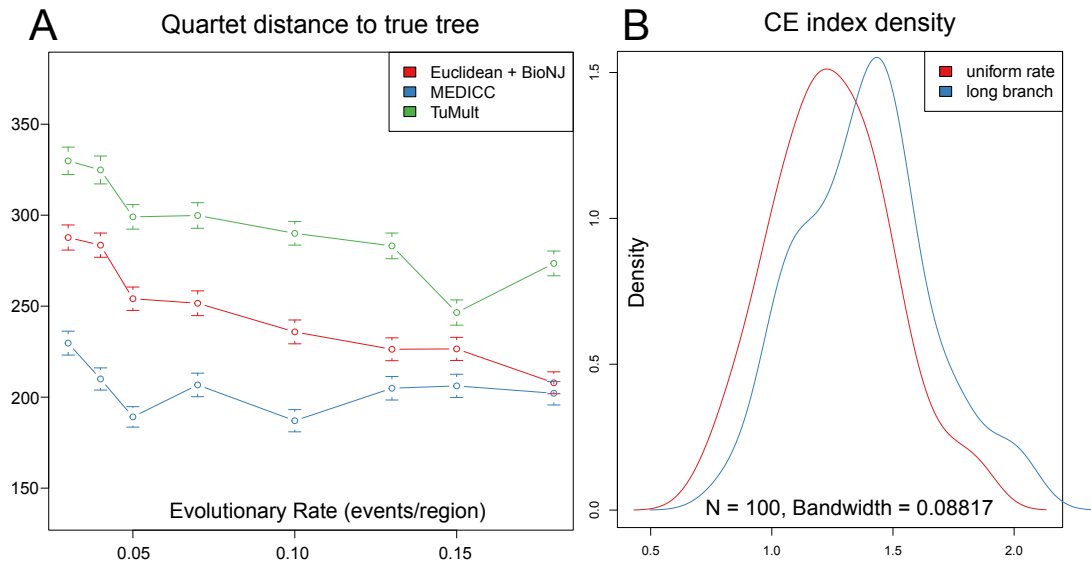 A
Quartet distance to true tree
Euclidean + BioNJ
MEDICC
TuMult
350
300
250
200
150
Evolutionary Rate (events/region)
0.05
0.10
0.15
B
CE index density
uniform rate
long branch
Density
1.5
1.0
0.5
0.0
N = 100, Bandwidth = 0.08817
0.5
1.0
1.5
2.0